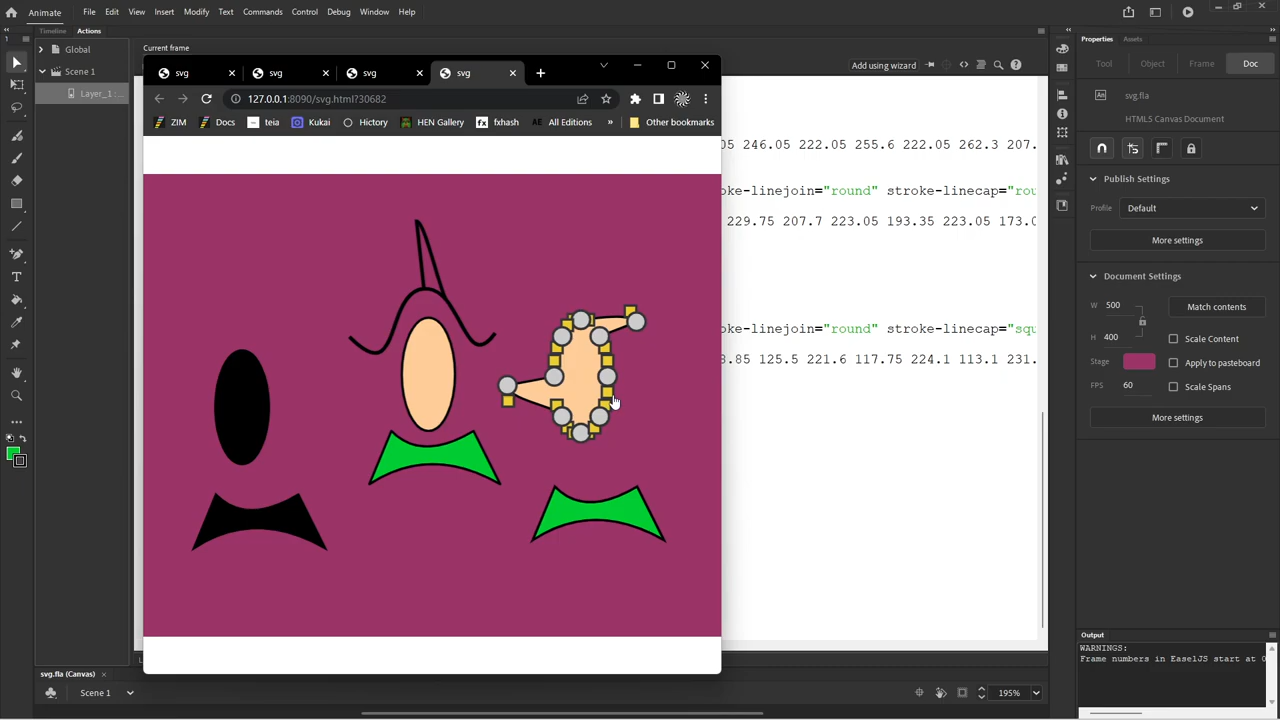 Animate File Edit View Insert Modify Text Commands Control Debug Window Help
Timeline Actions
Global
Scene 1
Layer_1 :...
Current frame
Add using wizard
svg
svg
svg
svg
127.0.0.1:8090/svg.html?30682
ZIM Docs teia Kukai Hictory HEN Gallery fxhash AE All Editions » Other bookmarks
05 246.05 222.05 255.6 222.05 262.3 207.
oke-linejoin="round" stroke-linecap="rou
229.75 207.7 223.05 193.35 223.05 173.0
oke-linejoin="round" stroke-linecap="squ
8.85 125.5 221.6 117.75 224.1 113.1 231.
Properties Assets
Tool Object Frame Doc
An svg.fla
HTML5 Canvas Document
Publish Settings
Profile Default
More settings
Document Settings
W 500 Match contents
Scale Content
H 400
Stage Apply to pasteboard
FPS 60 Scale Spans
More settings
Output
WARNINGS:
Frame numbers in EaselJS start at 0
svg.fla (Canvas) ×
Scene 1
195%